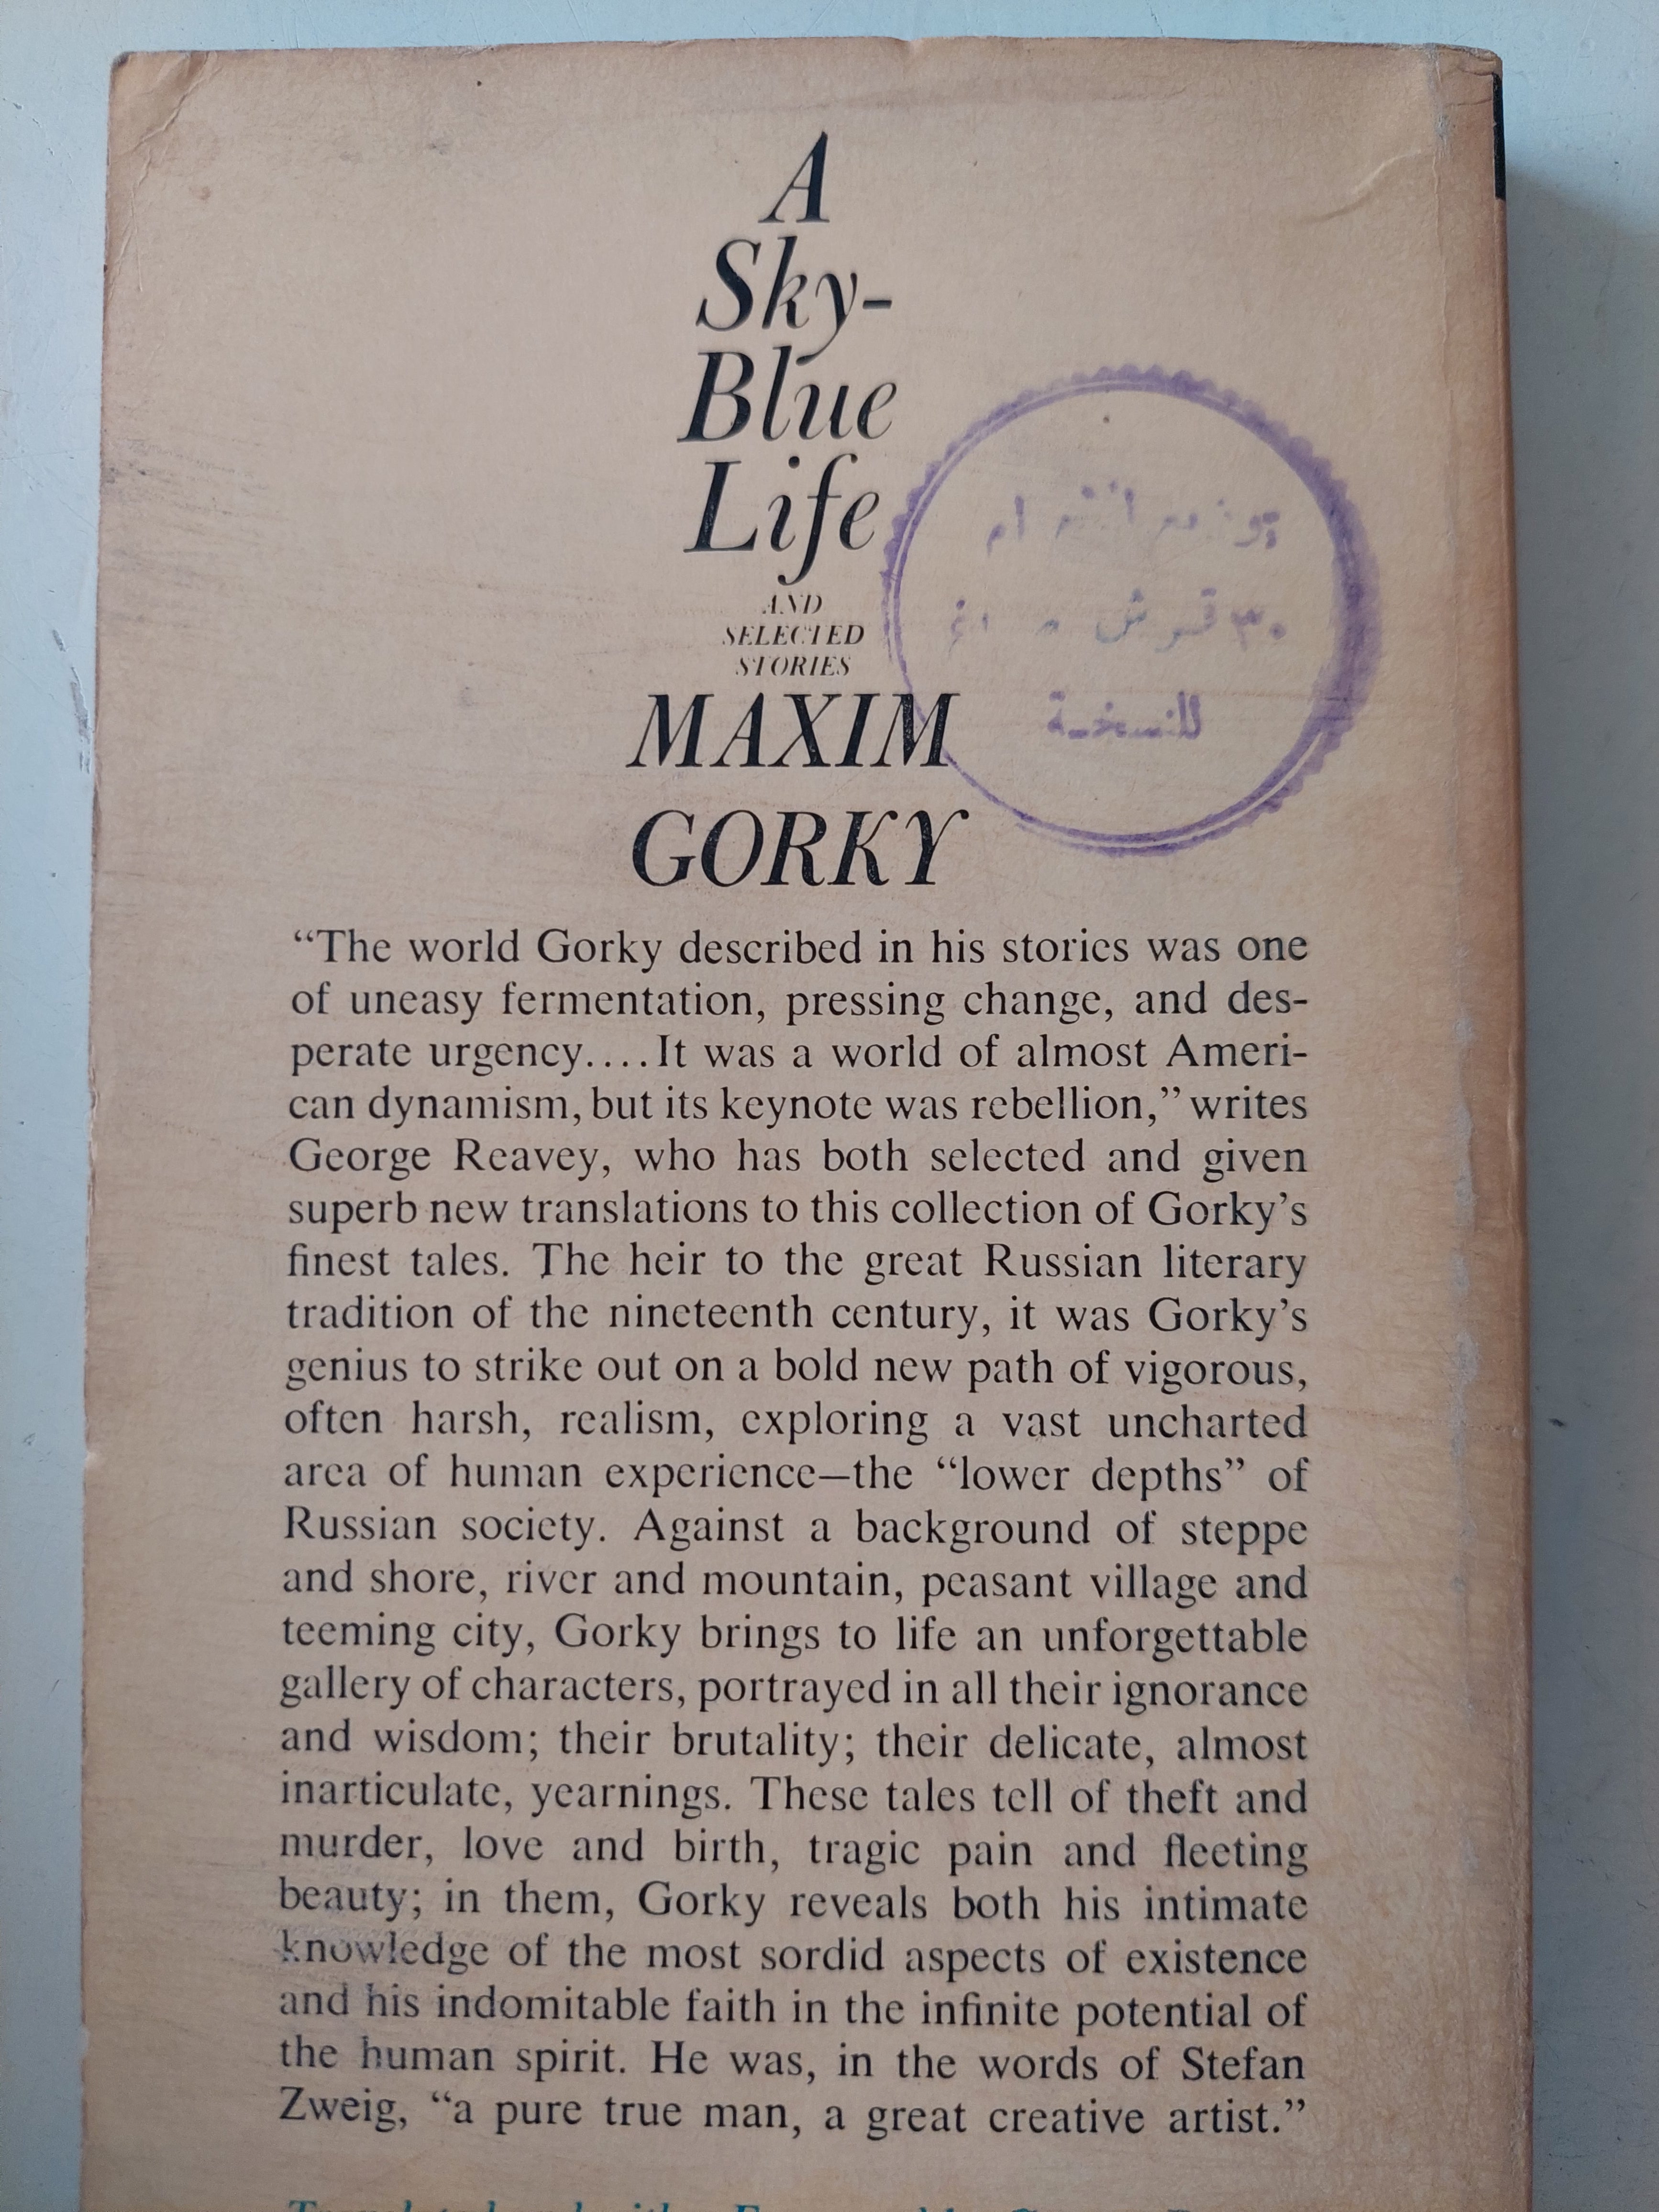 A
Sky-
Blue
Life
AND
SELECTED
STORIES
MAXIM
GORKY
قرش
للنسخة
“The world Gorky described in his stories was one
of uneasy fermentation, pressing change, and des-
perate urgency....It was a world of almost Ameri-
can dynamism, but its keynote was rebellion,” writes
George Reavey, who has both selected and given
superb new translations to this collection of Gorky’s
finest tales. The heir to the great Russian literary
tradition of the nineteenth century, it was Gorky’s
genius to strike out on a bold new path of vigorous,
often harsh, realism, exploring a vast uncharted
area of human experience—the “lower depths” of
Russian society. Against a background of steppe
and shore, river and mountain, peasant village and
teeming city, Gorky brings to life an unforgettable
gallery of characters, portrayed in all their ignorance
and wisdom; their brutality; their delicate, almost
inarticulate, yearnings. These tales tell of theft and
murder, love and birth, tragic pain and fleeting
beauty; in them, Gorky reveals both his intimate
knowledge of the most sordid aspects of existence
and his indomitable faith in the infinite potential of
the human spirit. He was, in the words of Stefan
Zweig, “a pure true man, a great creative artist.”